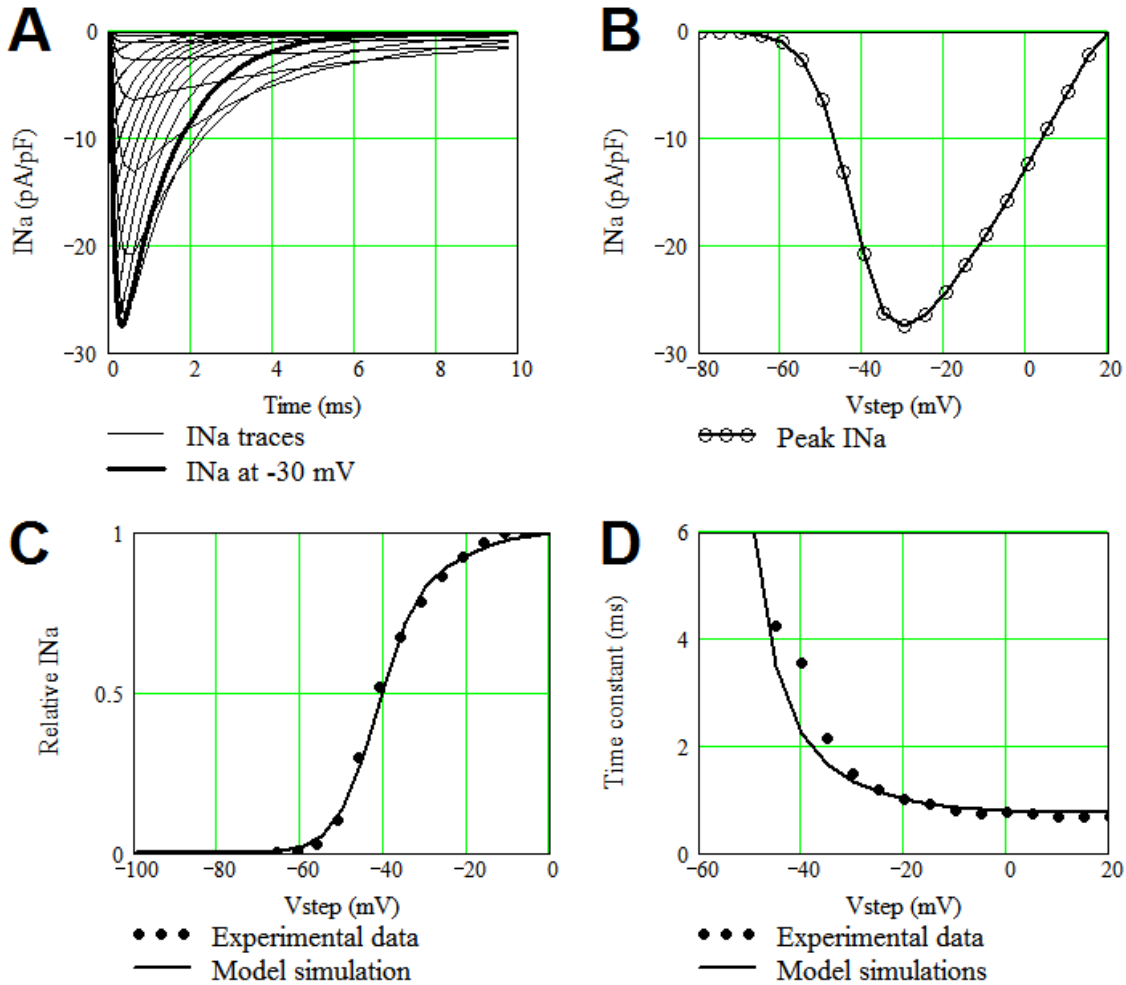 A
0
−10
−20
−30
INa (pA/pF)
0 2 4 6 8 10
Time (ms)
INa traces
INa at -30 mV
B
0
−10
−20
−30
INa (pA/pF)
−80 −60 −40 −20 0 20
Vstep (mV)
Peak INa
C
1
0.5
0
Relative INa
−100 −80 −60 −40 −20 0
Vstep (mV)
Experimental data
Model simulation
D
6
4
2
0
Time constant (ms)
−60 −40 −20 0 20
Vstep (mV)
Experimental data
Model simulations